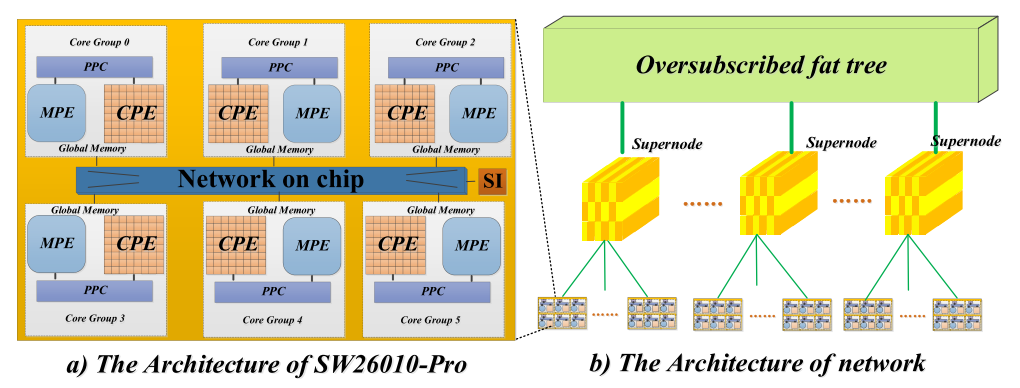 Core Group 0
PPC
MPE
CPE
Global Memory
Core Group 1
PPC
CPE
MPE
Global Memory
Core Group 2
PPC
CPE
MPE
Global Memory
Network on chip
SI
Global Memory
MPE
CPE
PPC
Core Group 3
Global Memory
CPE
MPE
PPC
Core Group 4
Global Memory
CPE
MPE
PPC
Core Group 5
a) The Architecture of SW26010-Pro
Oversubscribed fat tree
Supernode
Supernode
Supernode
b) The Architecture of network